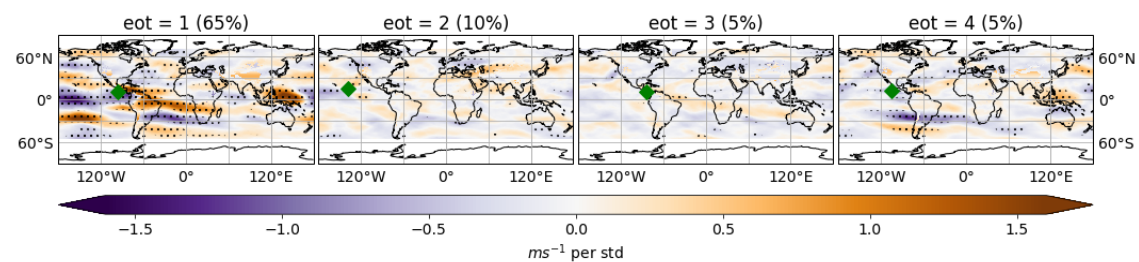 eot = 1 (65%) eot = 2 (10%) eot = 3 (5%) eot = 4 (5%)
60°N 60°N
0° 0°
60°S 60°S
120°W 0° 120°E 120°W 0° 120°E 120°W 0° 120°E 120°W 0° 120°E
−1.5 −1.0 −0.5 0.0 0.5 1.0 1.5
ms⁻¹ per std